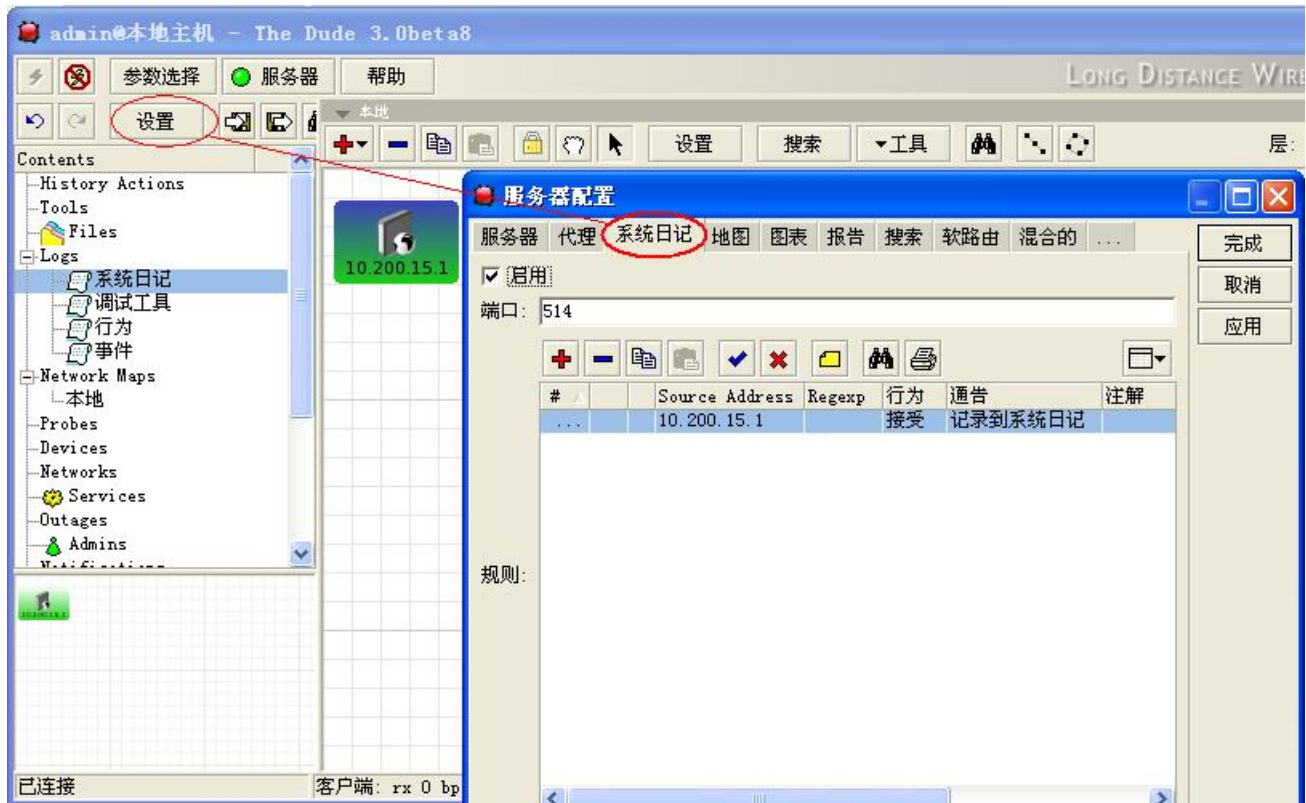 admin@本地主机 - The Dude 3.0beta8
参数选择 服务器 帮助
LONG DISTANCE WIRE
设置
本地
设置 搜索 工具 层:
Contents
History Actions
Tools
Files
Logs
系统日记
调试工具
行为
事件
Network Maps
本地
Probes
Devices
Networks
Services
Outages
Admins
10.200.15.1
服务器配置
服务器 代理 系统日记 地图 图表 报告 搜索 软路由 混合的 ...
启用
端口: 514
# Source Address Regexp 行为 通告 注解
... 10.200.15.1 接受 记录到系统日记
规则:
完成
取消
应用
已连接
客户端: rx 0 bp